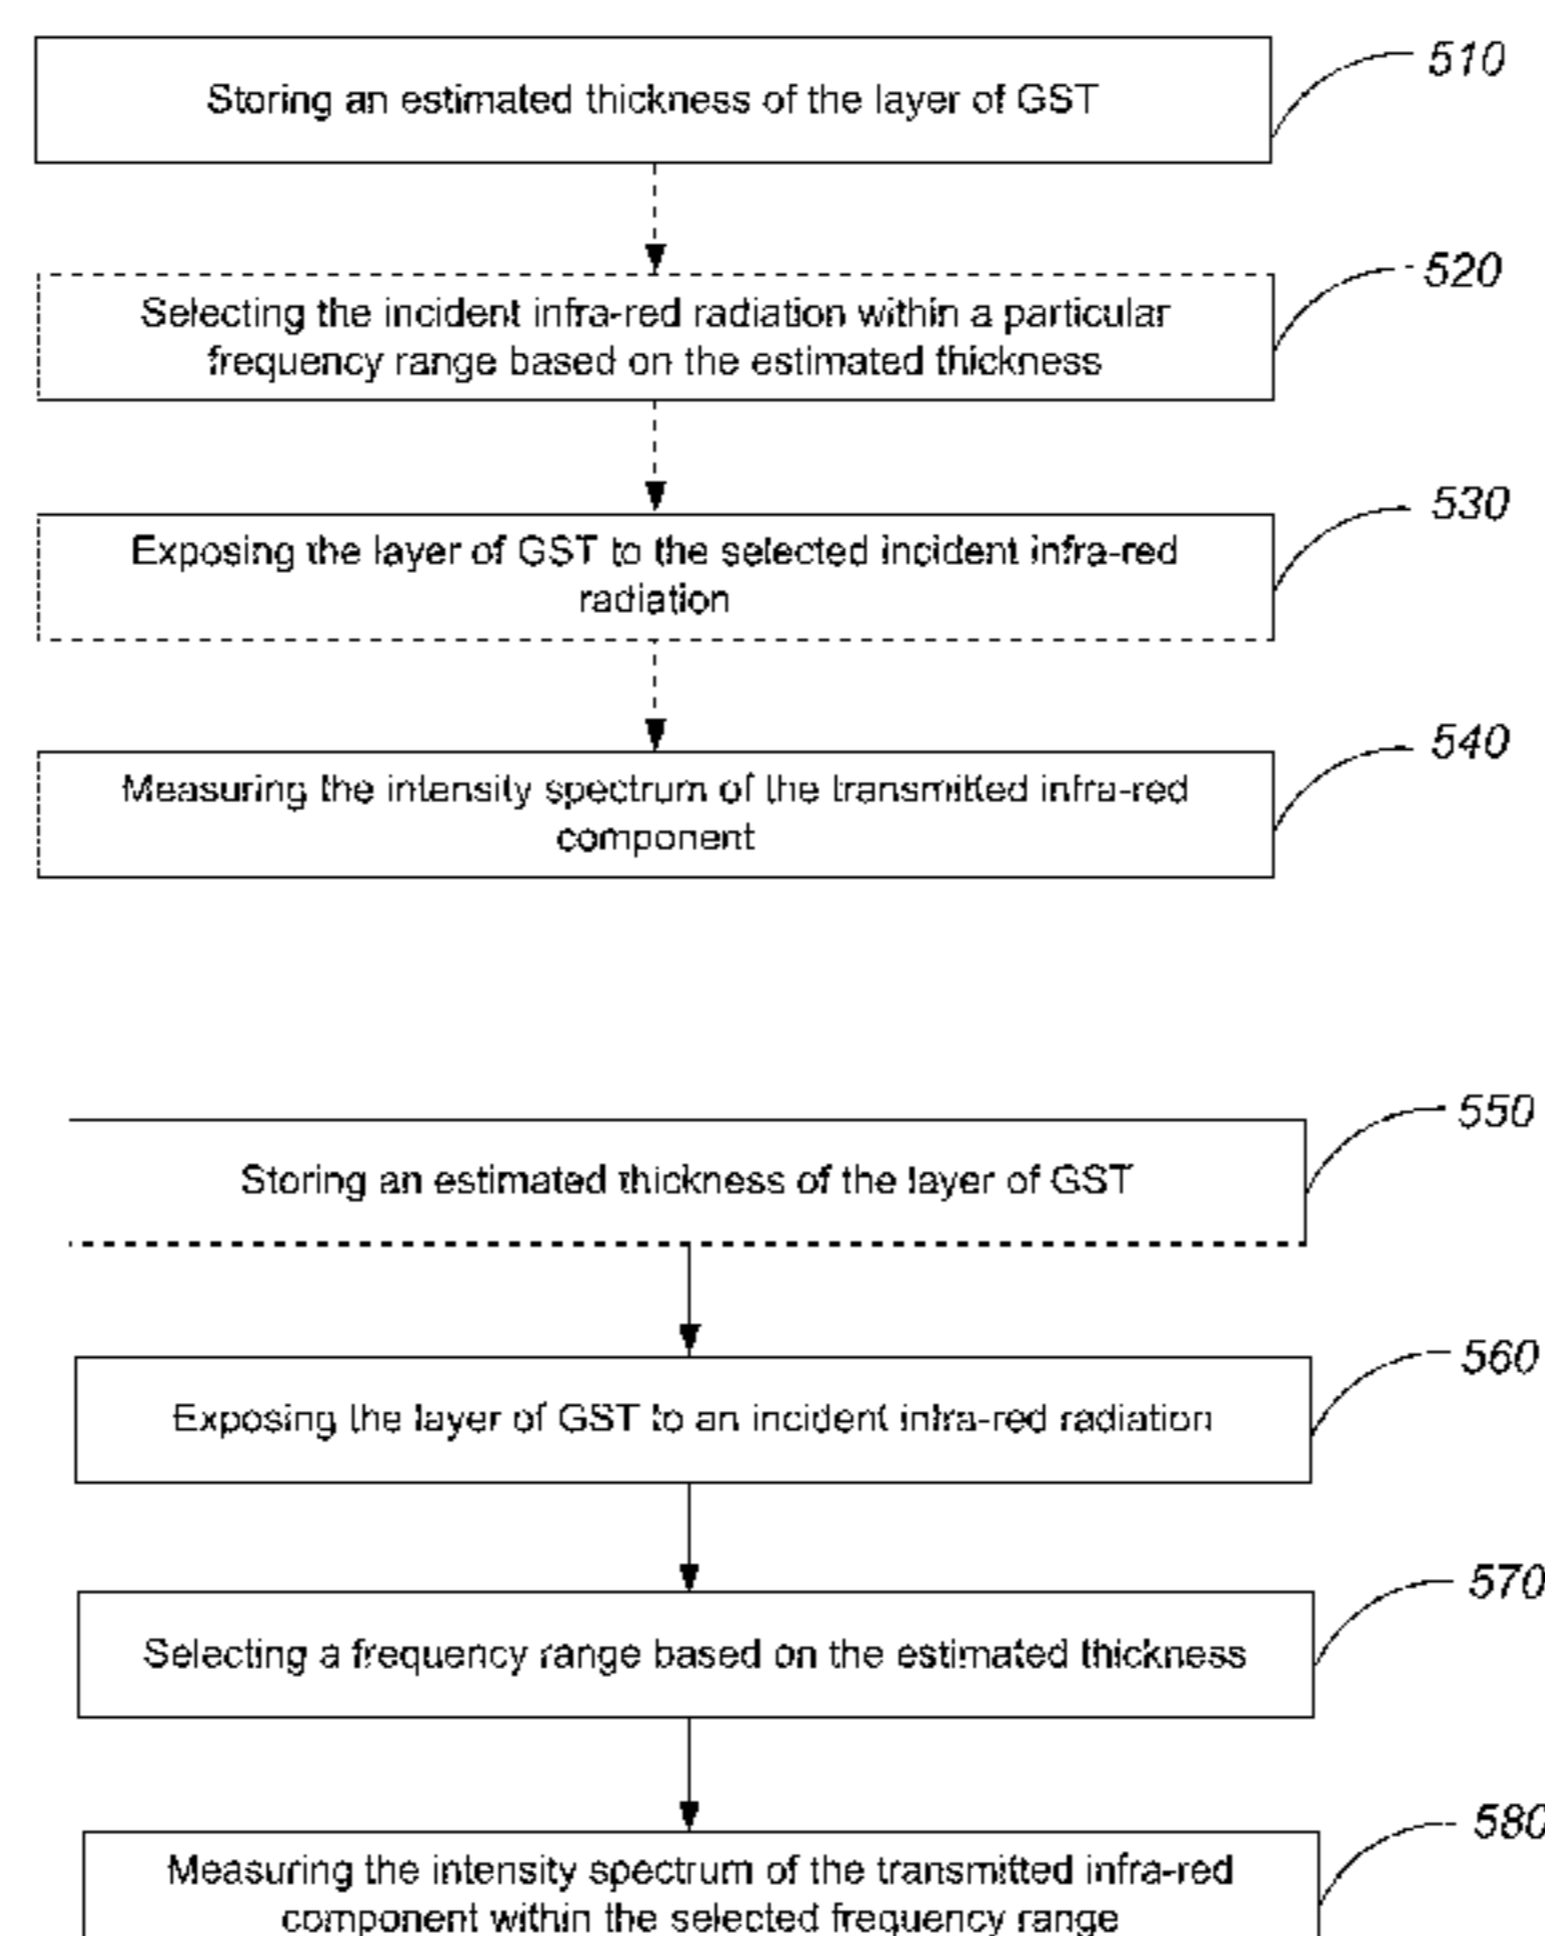 Storing an estimated thickness of the layer of GST
510
Selecting the incident infra-red radiation within a particular
frequency range based on the estimated thickness
520
Exposing the layer of GST to the selected incident infra-red
radiation
530
Measuring the intensity spectrum of the transmitted infra-red
component
540
Storing an estimated thickness of the layer of GST
550
Exposing the layer of GST to an incident infra-red radiation
560
Selecting a frequency range based on the estimated thickness
570
Measuring the intensity spectrum of the transmitted infra-red
component within the selected frequency range
580